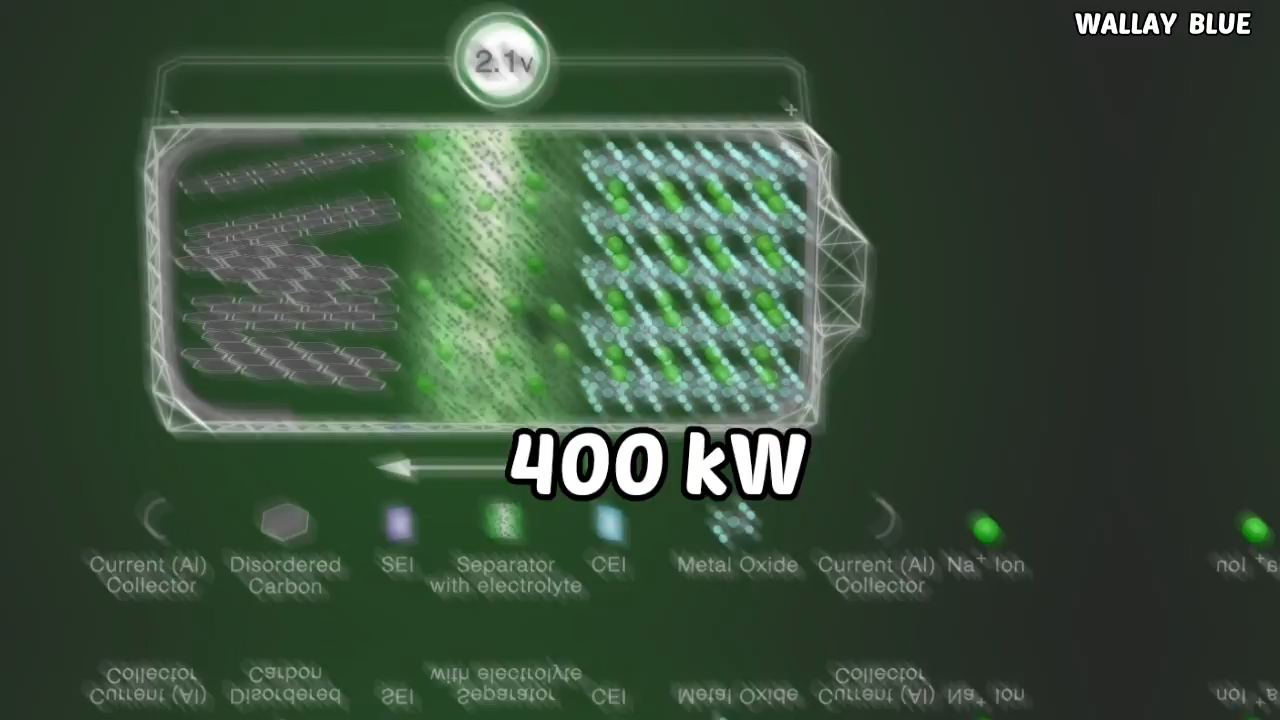 WALLAY BLUE
2.1v
-
+
400 kW
Current (Al)
Collector
Disordered
Carbon
SEI
Separator
with electrolyte
CEI
Metal Oxide
Current (Al)
Collector
Na⁺ Ion